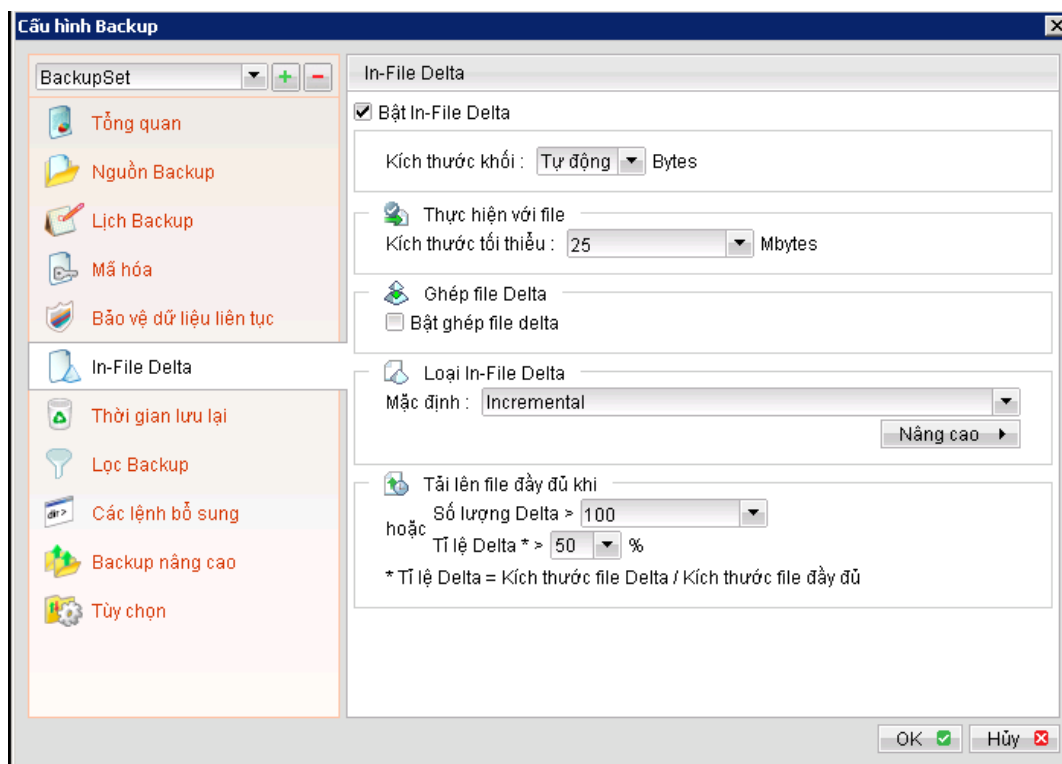 Cấu hình Backup
BackupSet
Tổng quan
Nguồn Backup
Lịch Backup
Mã hóa
Bảo vệ dữ liệu liên tục
In-File Delta
Thời gian lưu lại
Lọc Backup
Các lệnh bổ sung
Backup nâng cao
Tùy chọn
In-File Delta
Bật In-File Delta
Kích thước khối : Tự động Bytes
Thực hiện với file
Kích thước tối thiểu : 25 Mbytes
Ghép file Delta
Bật ghép file delta
Loại In-File Delta
Mặc định : Incremental
Nâng cao
Tải lên file đầy đủ khi
Số lượng Delta > 100
hoặc
Tỉ lệ Delta * > 50 %
* Tỉ lệ Delta = Kích thước file Delta / Kích thước file đầy đủ
OK Hủy